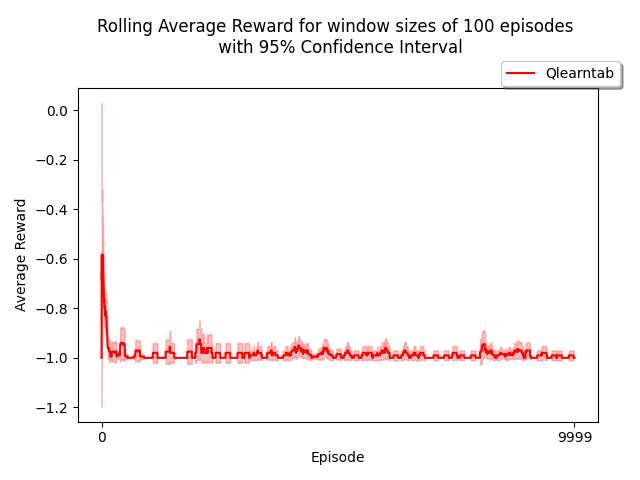 Rolling Average Reward for window sizes of 100 episodes
with 95% Confidence Interval
Qlearntab
0.0
−0.2
−0.4
−0.6
−0.8
−1.0
−1.2
Average Reward
0
9999
Episode